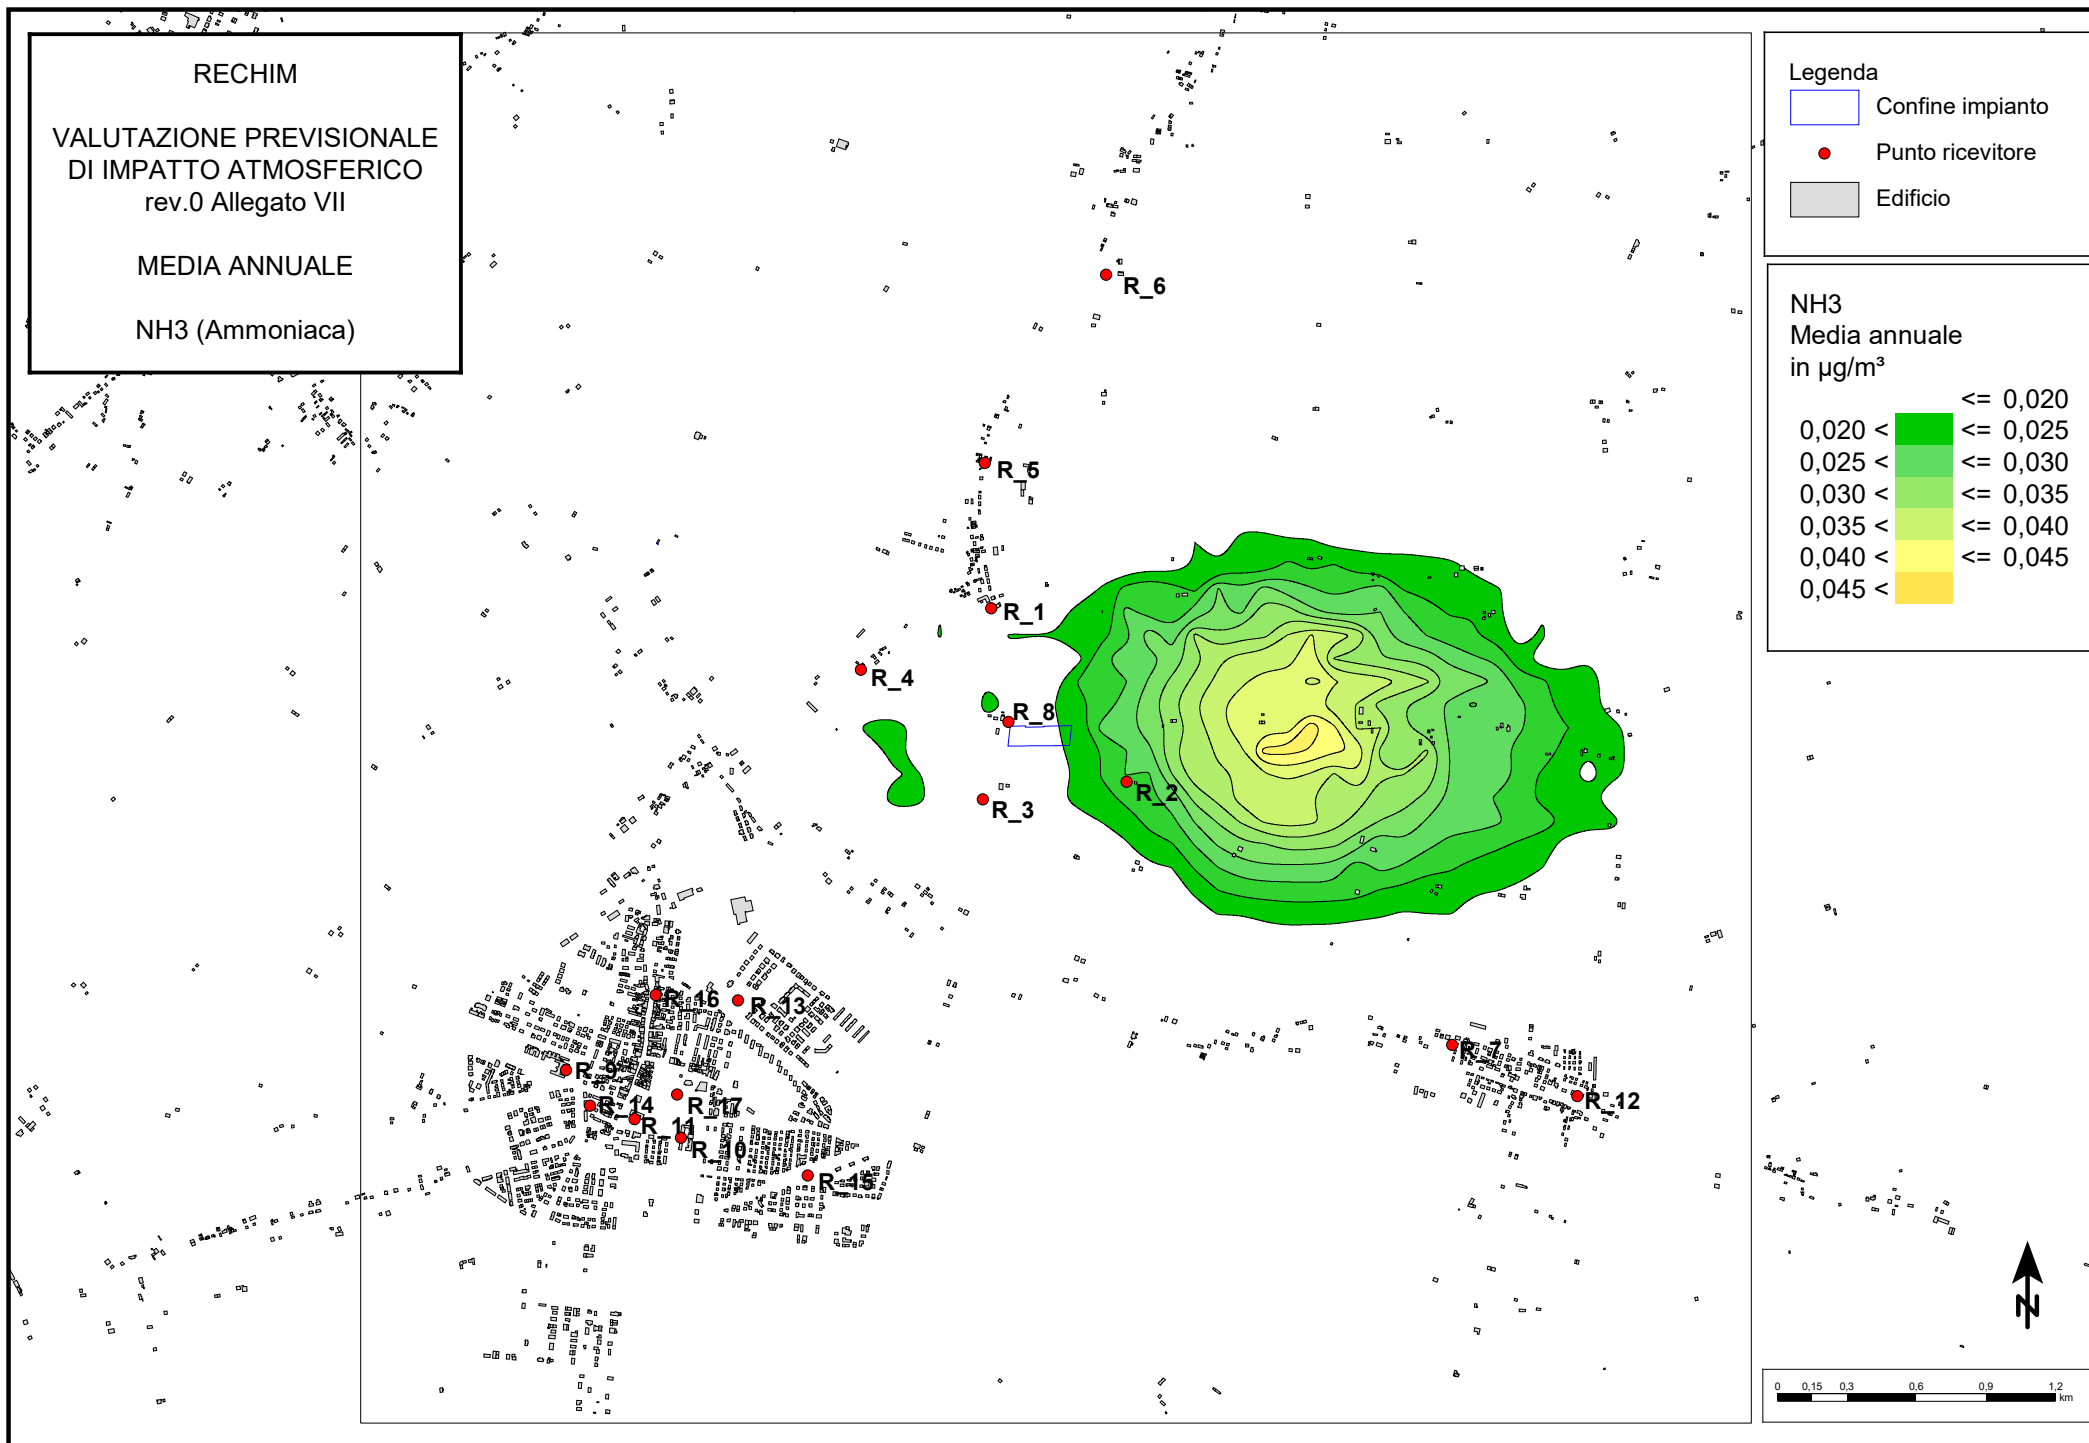 RECHIM
VALUTAZIONE PREVISIONALE
DI IMPATTO ATMOSFERICO
rev.0 Allegato VII
MEDIA ANNUALE
NH3 (Ammoniaca)
Legenda
Confine impianto
Punto ricevitore
Edificio
NH3
Media annuale
in µg/m³
<= 0,020
0,020 < <= 0,025
0,025 < <= 0,030
0,030 < <= 0,035
0,035 < <= 0,040
0,040 < <= 0,045
0,045 <
R_6
R_5
R_1
R_4
R_8
R_2
R_3
R_16
R_13
R_7
R_9
R_14
R_17
R_12
R_11
R_10
R_15
N
0 0,15 0,3 0,6 0,9 1,2
km